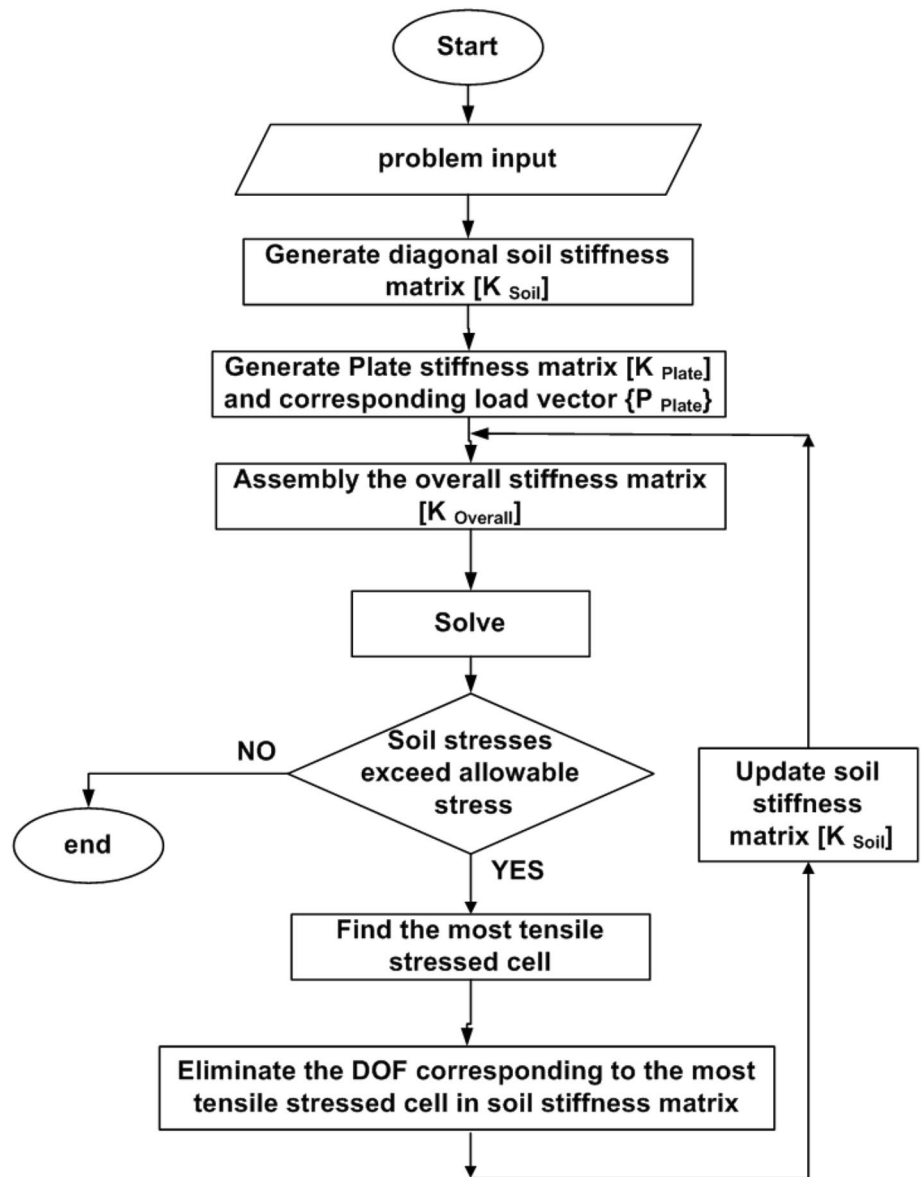 Start
problem input
Generate diagonal soil stiffness
matrix [K Soil]
Generate Plate stiffness matrix [K Plate]
and corresponding load vector {P Plate}
Assembly the overall stiffness matrix
[K Overall]
Solve
Soil stresses
exceed allowable
stress
NO
end
YES
Find the most tensile
stressed cell
Eliminate the DOF corresponding to the most
tensile stressed cell in soil stiffness matrix
Update soil
stiffness
matrix [K Soil]